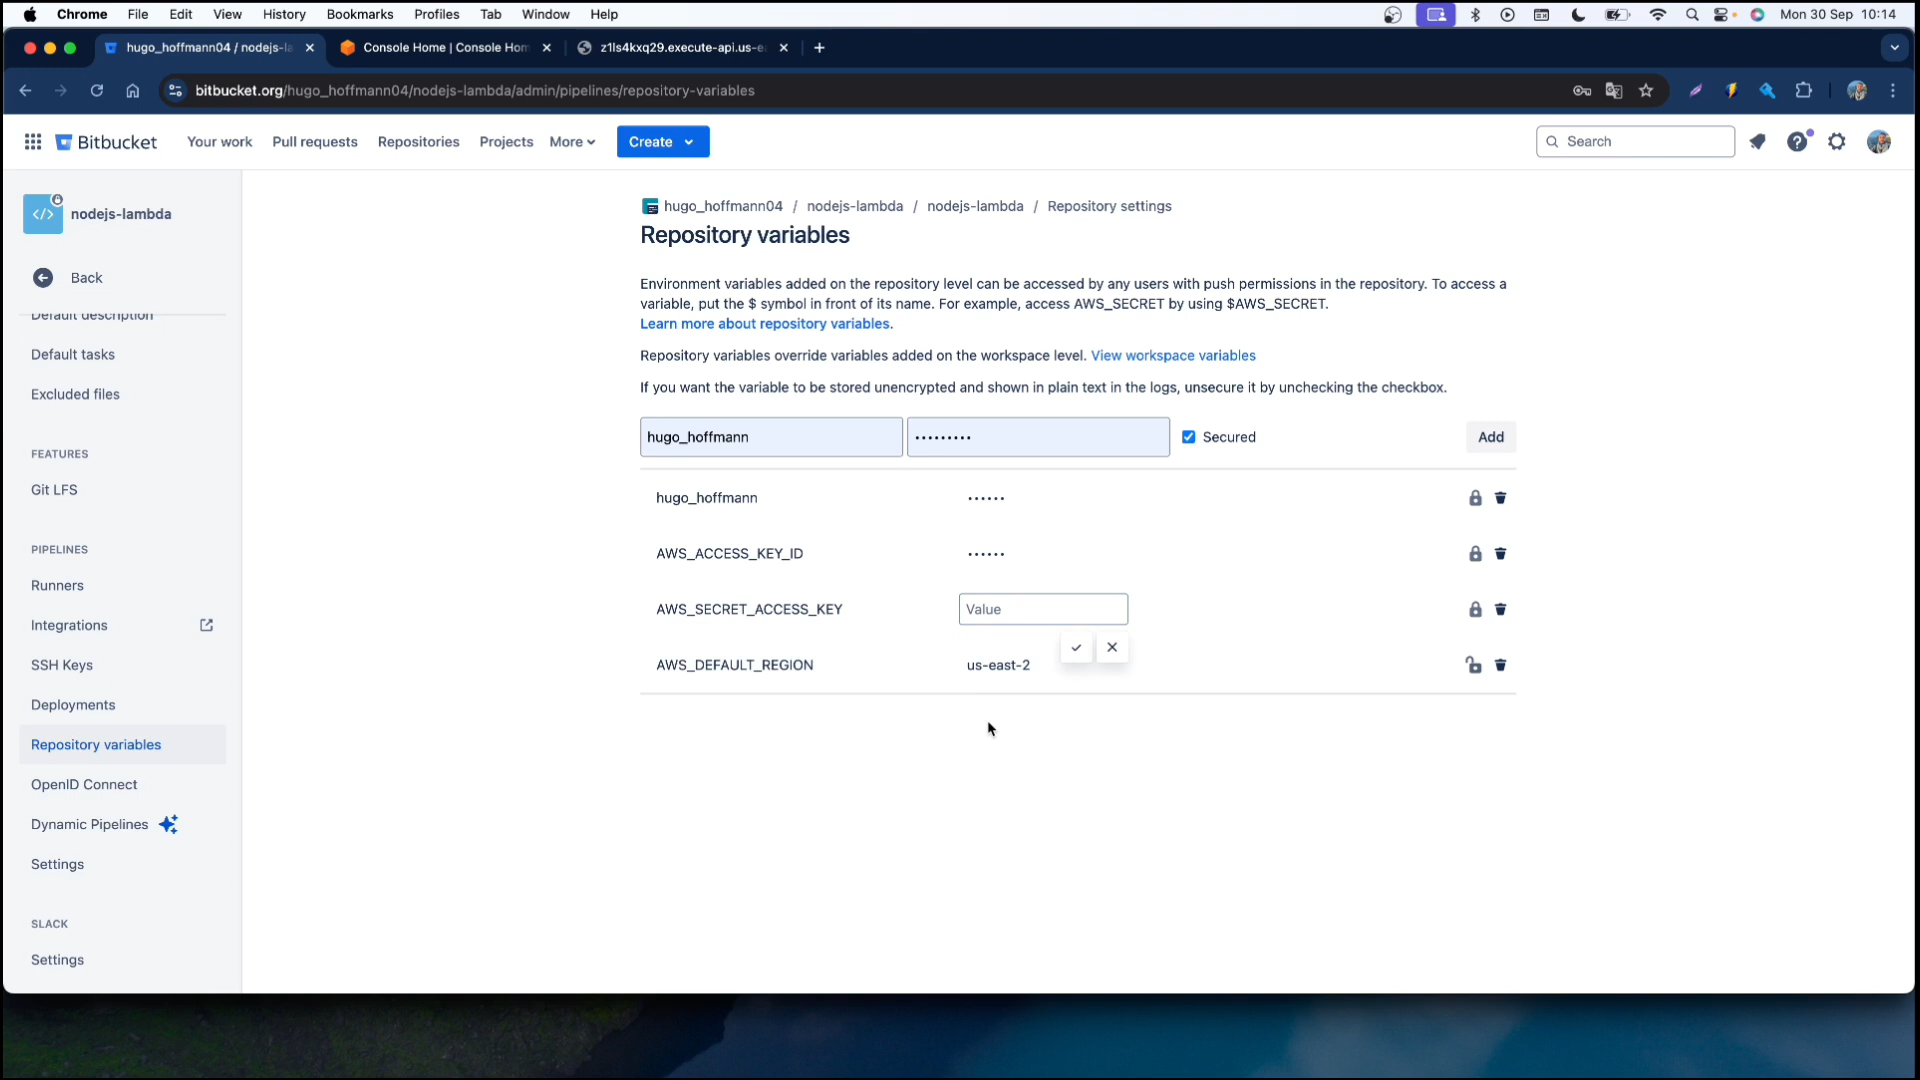 Chrome File Edit View History Bookmarks Profiles Tab Window Help Mon 30 Sep 10:14
hugo_hoffmann04 / nodejs-la Console Home | Console Hom z1ls4kxq29.execute-api.us-ea
bitbucket.org/hugo_hoffmann04/nodejs-lambda/admin/pipelines/repository-variables
Bitbucket Your work Pull requests Repositories Projects More Create Search
nodejs-lambda
Back
Default description
Default tasks
Excluded files
FEATURES
Git LFS
PIPELINES
Runners
Integrations
SSH Keys
Deployments
Repository variables
OpenID Connect
Dynamic Pipelines
Settings
SLACK
Settings
hugo_hoffmann04 / nodejs-lambda / nodejs-lambda / Repository settings
Repository variables
Environment variables added on the repository level can be accessed by any users with push permissions in the repository. To access a
variable, put the $ symbol in front of its name. For example, access AWS_SECRET by using $AWS_SECRET.
Learn more about repository variables.
Repository variables override variables added on the workspace level. View workspace variables
If you want the variable to be stored unencrypted and shown in plain text in the logs, unsecure it by unchecking the checkbox.
hugo_hoffmann ••••••••• Secured Add
hugo_hoffmann ••••••
AWS_ACCESS_KEY_ID ••••••
AWS_SECRET_ACCESS_KEY Value
AWS_DEFAULT_REGION us-east-2